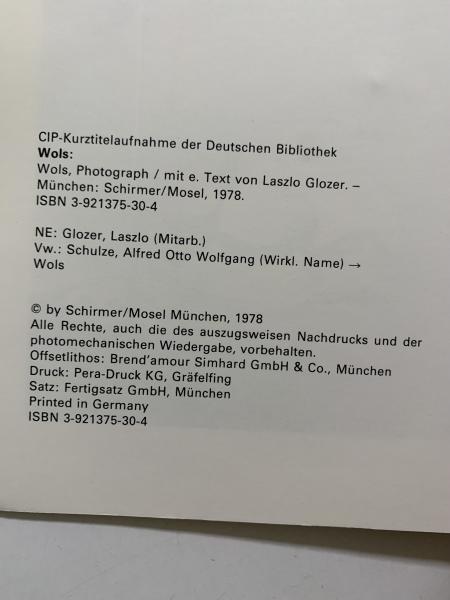 CIP-Kurztitelaufnahme der Deutschen Bibliothek
Wols:
Wols, Photograph / mit e. Text von Laszlo Glozer. –
München: Schirmer/Mosel, 1978.
ISBN 3-921375-30-4
NE: Glozer, Laszlo (Mitarb.)
Vw.: Schulze, Alfred Otto Wolfgang (Wirkl. Name) →
Wols
© by Schirmer/Mosel München, 1978
Alle Rechte, auch die des auszugsweisen Nachdrucks und der
photomechanischen Wiedergabe, vorbehalten.
Offsetlithos: Brend'amour Simhard GmbH & Co., München
Druck: Pera-Druck KG, Gräfelfing
Satz: Fertigsatz GmbH, München
Printed in Germany
ISBN 3-921375-30-4